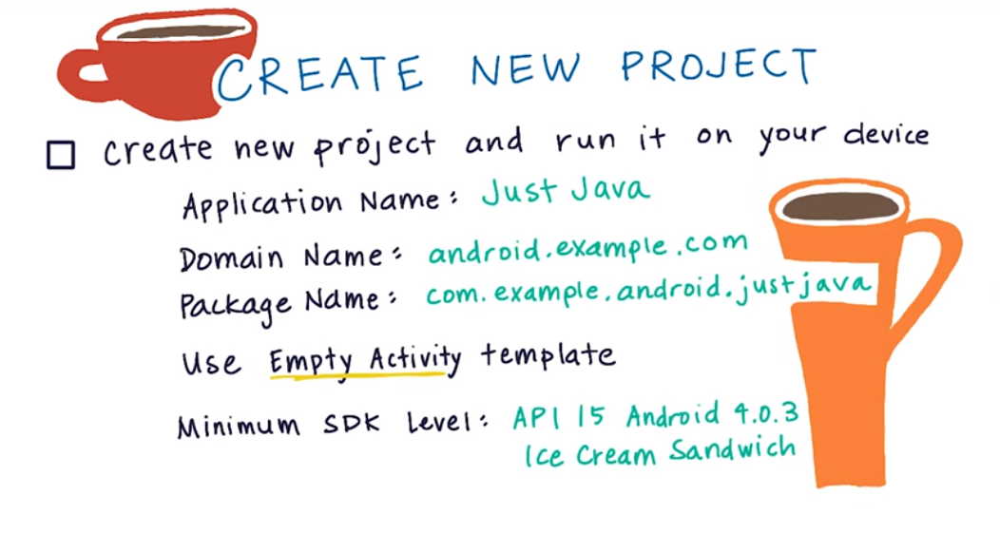 CREATE NEW PROJECT
create new project and run it on your device
Application Name: Just Java
Domain Name: android.example.com
Package Name: com.example.android.justjava
Use Empty Activity template
Minimum SDK Level: API 15 Android 4.0.3
Ice Cream Sandwich